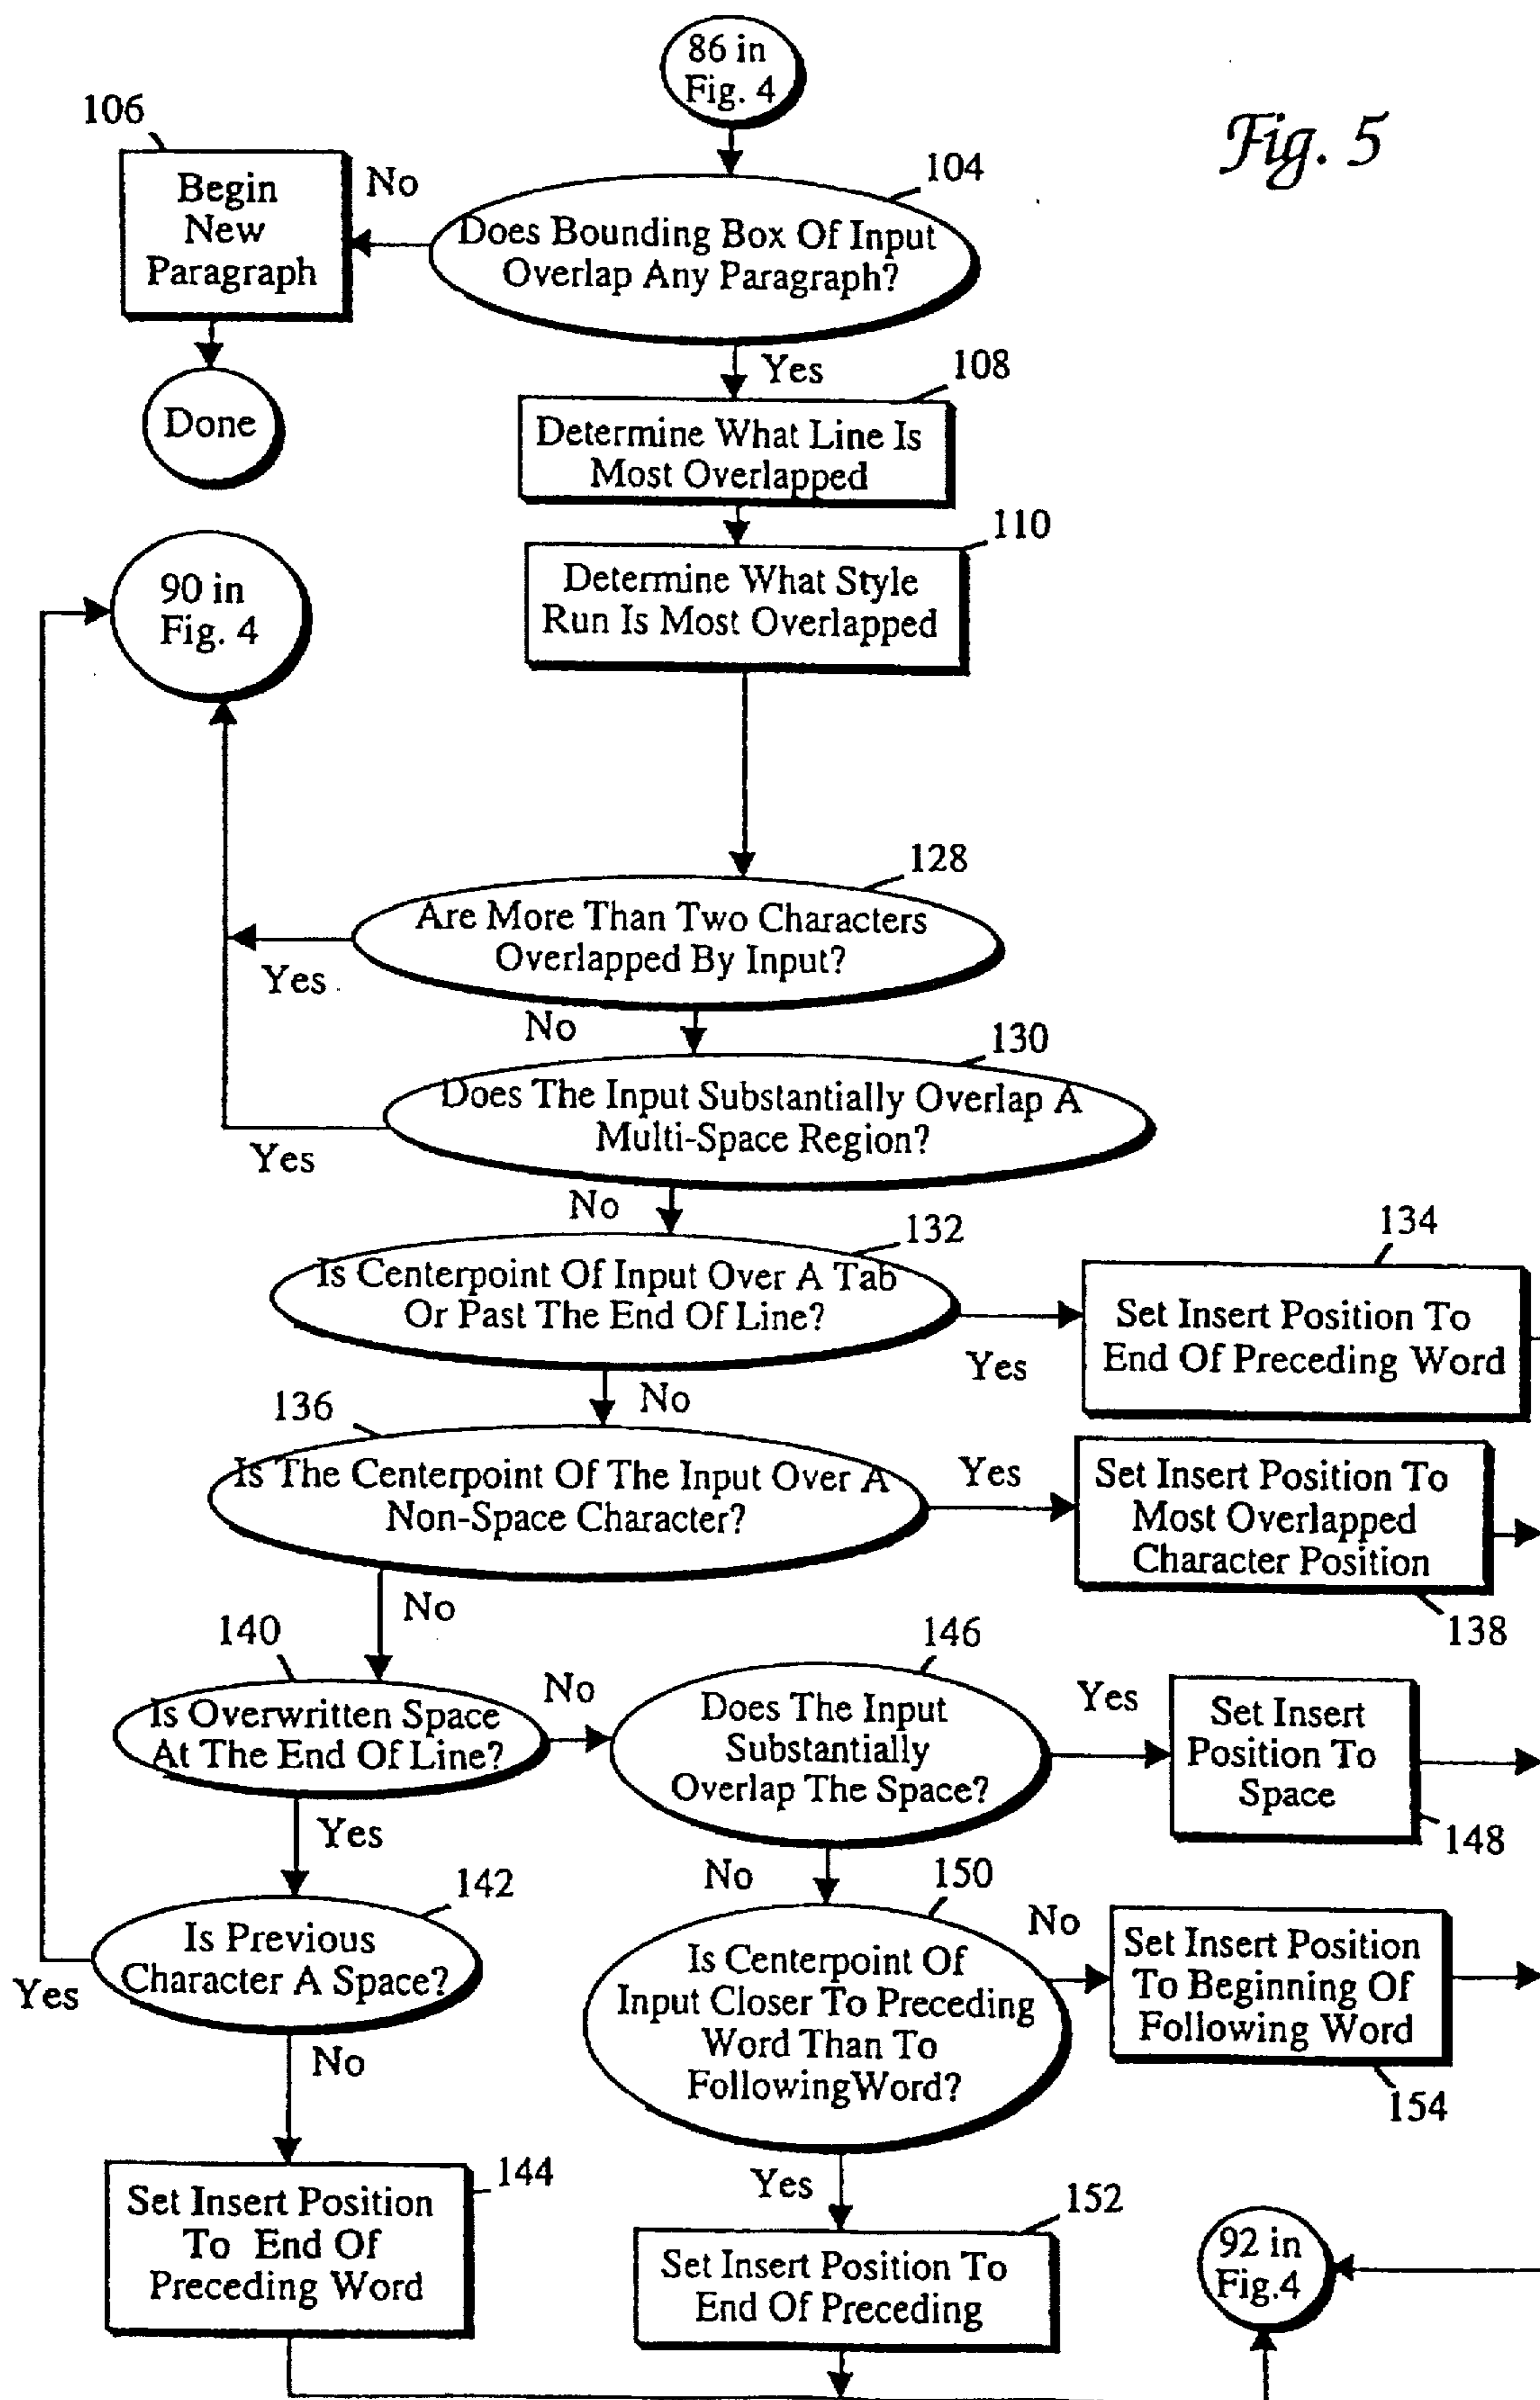 86 in
Fig. 4
Fig. 5
106
Begin
New
Paragraph
No
104
Does Bounding Box Of Input
Overlap Any Paragraph?
Done
Yes
108
Determine What Line Is
Most Overlapped
110
Determine What Style
Run Is Most Overlapped
90 in
Fig. 4
128
Are More Than Two Characters
Overlapped By Input?
Yes
No
130
Does The Input Substantially Overlap A
Multi-Space Region?
Yes
No
132
Is Centerpoint Of Input Over A Tab
Or Past The End Of Line?
Yes
134
Set Insert Position To
End Of Preceding Word
No
136
Is The Centerpoint Of The Input Over A
Non-Space Character?
Yes
Set Insert Position To
Most Overlapped
Character Position
138
No
140
Is Overwritten Space
At The End Of Line?
No
146
Does The Input
Substantially
Overlap The Space?
Yes
Set Insert
Position To
Space
148
Yes
142
Is Previous
Character A Space?
Yes
No
No
150
Is Centerpoint Of
Input Closer To Preceding
Word Than To
FollowingWord?
No
Set Insert Position
To Beginning Of
Following Word
154
144
Set Insert Position
To End Of
Preceding Word
Yes
152
Set Insert Position To
End Of Preceding
92 in
Fig.4